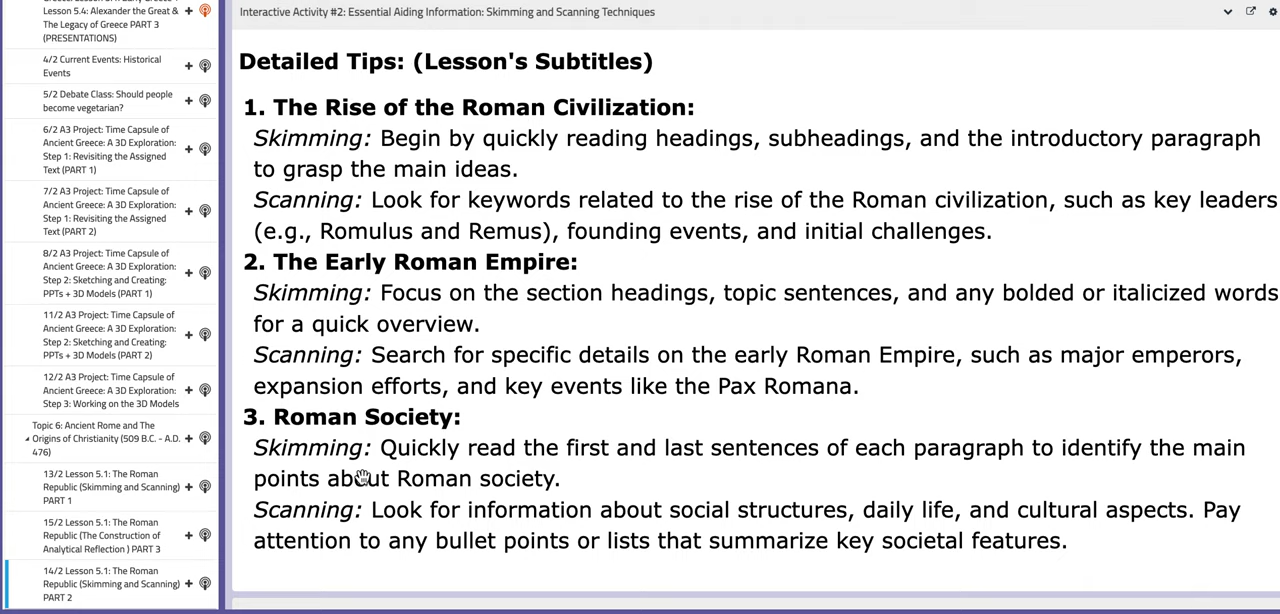 Lesson 5.4: Alexander the Great &
The Legacy of Greece PART 3
(PRESENTATIONS)
4/2 Current Events: Historical
Events
5/2 Debate Class: Should people
become vegetarian?
6/2 A3 Project: Time Capsule of
Ancient Greece: A 3D Exploration:
Step 1: Revisiting the Assigned
Text (PART 1)
7/2 A3 Project: Time Capsule of
Ancient Greece: A 3D Exploration:
Step 1: Revisiting the Assigned
Text (PART 2)
8/2 A3 Project: Time Capsule of
Ancient Greece: A 3D Exploration:
Step 2: Sketching and Creating:
PPTs + 3D Models (PART 1)
11/2 A3 Project: Time Capsule of
Ancient Greece: A 3D Exploration:
Step 2: Sketching and Creating:
PPTs + 3D Models (PART 2)
12/2 A3 Project: Time Capsule of
Ancient Greece: A 3D Exploration:
Step 3: Working on the 3D Models
Topic 6: Ancient Rome and The
Origins of Christianity (509 B.C. - A.D.
476)
13/2 Lesson 5.1: The Roman
Republic (Skimming and Scanning)
PART 1
15/2 Lesson 5.1: The Roman
Republic (The Construction of
Analytical Reflection ) PART 3
14/2 Lesson 5.1: The Roman
Republic (Skimming and Scanning)
PART 2
Interactive Activity #2: Essential Aiding Information: Skimming and Scanning Techniques
Detailed Tips: (Lesson's Subtitles)
1. The Rise of the Roman Civilization:
Skimming: Begin by quickly reading headings, subheadings, and the introductory paragraph
to grasp the main ideas.
Scanning: Look for keywords related to the rise of the Roman civilization, such as key leaders
(e.g., Romulus and Remus), founding events, and initial challenges.
2. The Early Roman Empire:
Skimming: Focus on the section headings, topic sentences, and any bolded or italicized words
for a quick overview.
Scanning: Search for specific details on the early Roman Empire, such as major emperors,
expansion efforts, and key events like the Pax Romana.
3. Roman Society:
Skimming: Quickly read the first and last sentences of each paragraph to identify the main
points about Roman society.
Scanning: Look for information about social structures, daily life, and cultural aspects. Pay
attention to any bullet points or lists that summarize key societal features.